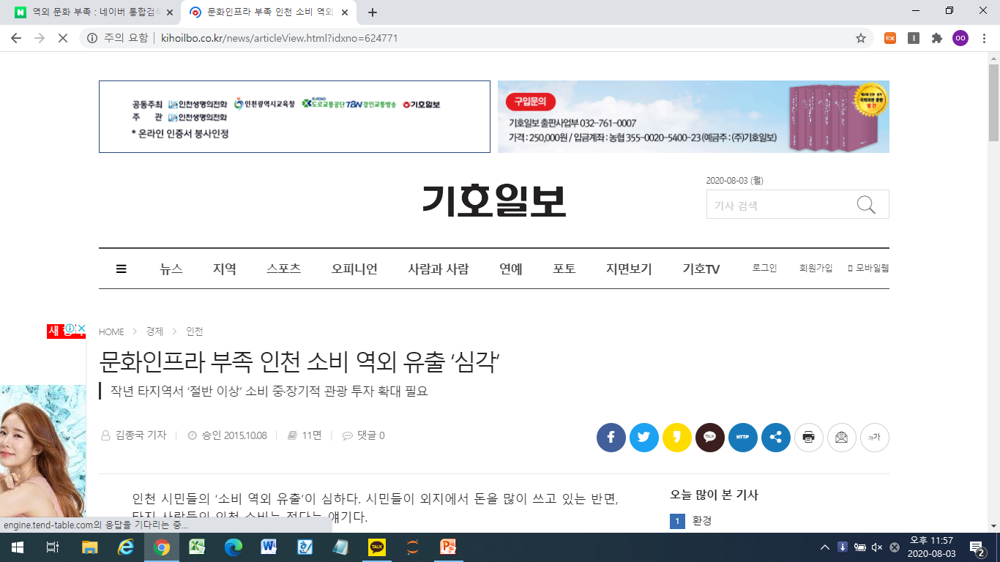 역외 문화 부족 : 네이버 통합검색
문화인프라 부족 인천 소비 역외
주의 요함 | kihoilbo.co.kr/news/articleView.html?idxno=624771
EX
I
oo
공동주최 인천생명의전화 인천광역시교육청 KoROAD 도로교통공단 TBN 경인교통방송 기호일보
주 관 인천생명의전화
* 온라인 인증서 봉사인정
구입문의
기호일보 출판사업부 032-761-0007
가격 : 250,000원 / 입금계좌 : 농협 355-0020-5400-23 (예금주 : (주)기호일보)
발간
2020-08-03 (월)
기호일보
기사 검색
뉴스 지역 스포츠 오피니언 사람과 사람 연예 포토 지면보기 기호TV 로그인 회원가입 모바일웹
새
HOME > 경제 > 인천
문화인프라 부족 인천 소비 역외 유출 ‘심각’
작년 타지역서 ‘절반 이상’ 소비 중·장기적 관광 투자 확대 필요
김종국 기자 | 승인 2015.10.08 | 11면 | 댓글 0
TALK
HTTP
가가
인천 시민들의 ‘소비 역외 유출’이 심하다. 시민들이 외지에서 돈을 많이 쓰고 있는 반면,
타지 사람들의 인천 소비는 적다는 얘기다.
오늘 많이 본 기사
1 환경
engine.tend-table.com의 응답을 기다리는 중...
TALK
오후 11:57
2020-08-03
2